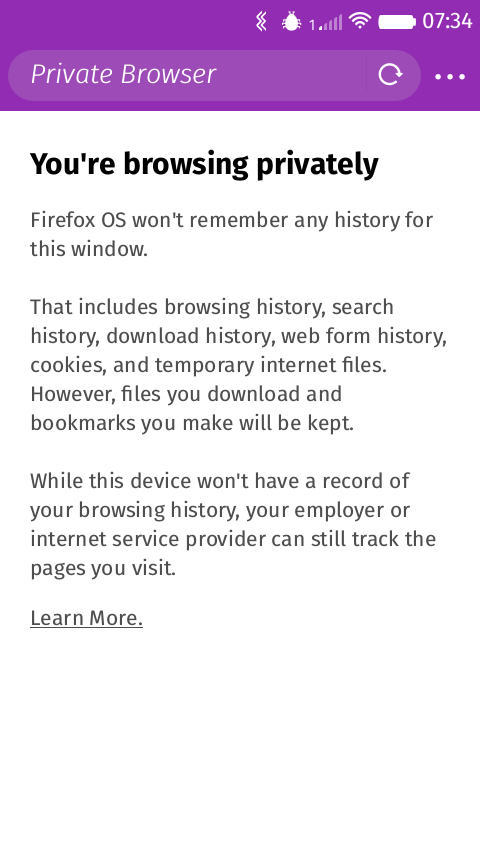 1 07:34
Private Browser
You're browsing privately
Firefox OS won't remember any history for
this window.
That includes browsing history, search
history, download history, web form history,
cookies, and temporary internet files.
However, files you download and
bookmarks you make will be kept.
While this device won't have a record of
your browsing history, your employer or
internet service provider can still track the
pages you visit.
Learn More.